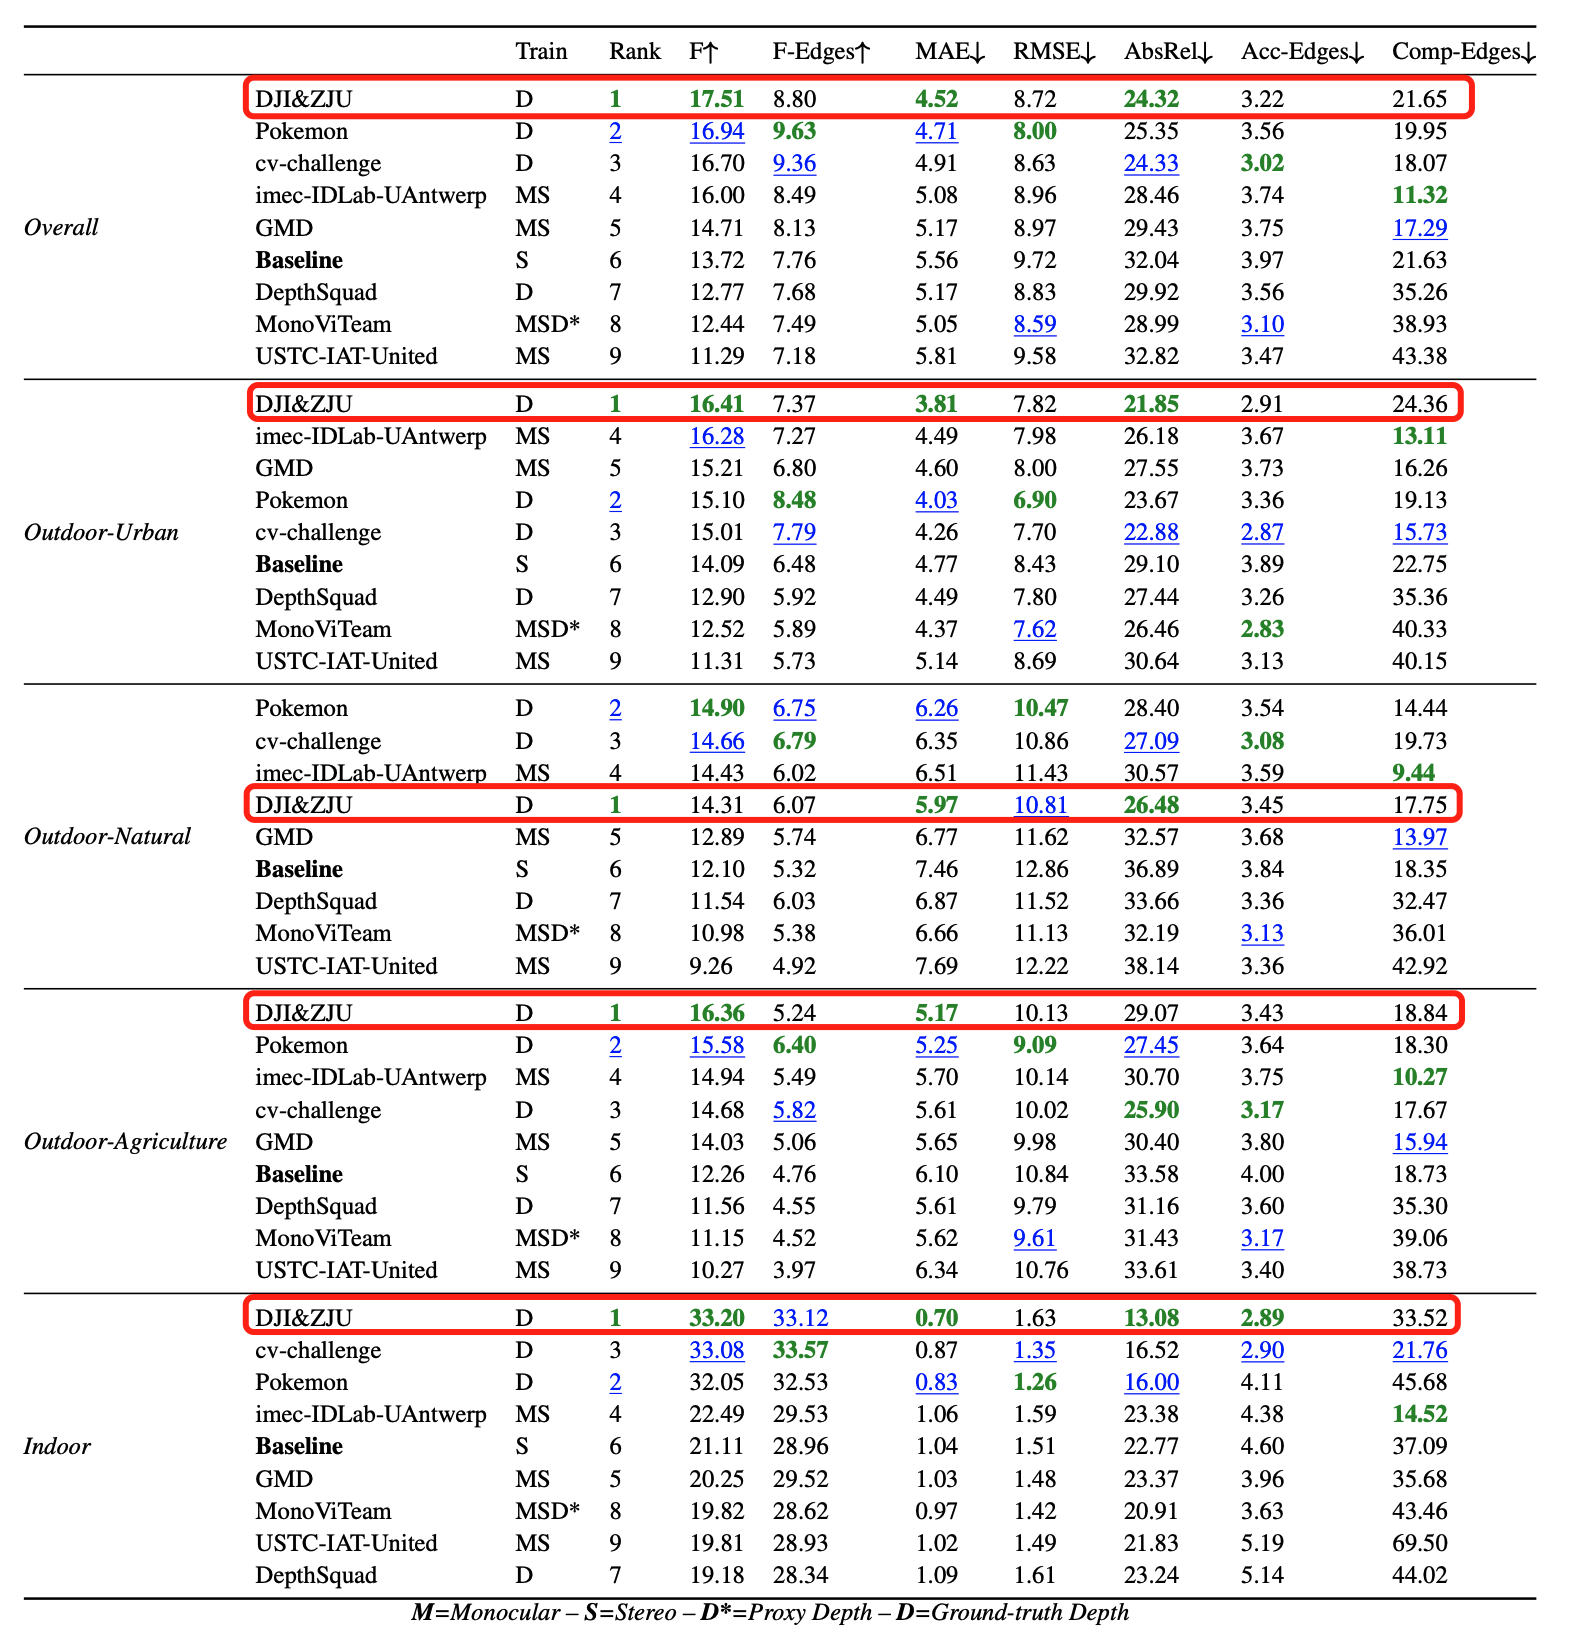 Train Rank F↑ F-Edges↑ MAE↓ RMSE↓ AbsRel↓ Acc-Edges↓ Comp-Edges↓
DJI&ZJU D 1 17.51 8.80 4.52 8.72 24.32 3.22 21.65
Pokemon D 2 16.94 9.63 4.71 8.00 25.35 3.56 19.95
cv-challenge D 3 16.70 9.36 4.91 8.63 24.33 3.02 18.07
imec-IDLab-UAntwerp MS 4 16.00 8.49 5.08 8.96 28.46 3.74 11.32
Overall GMD MS 5 14.71 8.13 5.17 8.97 29.43 3.75 17.29
Baseline S 6 13.72 7.76 5.56 9.72 32.04 3.97 21.63
DepthSquad D 7 12.77 7.68 5.17 8.83 29.92 3.56 35.26
MonoViTeam MSD* 8 12.44 7.49 5.05 8.59 28.99 3.10 38.93
USTC-IAT-United MS 9 11.29 7.18 5.81 9.58 32.82 3.47 43.38
DJI&ZJU D 1 16.41 7.37 3.81 7.82 21.85 2.91 24.36
imec-IDLab-UAntwerp MS 4 16.28 7.27 4.49 7.98 26.18 3.67 13.11
GMD MS 5 15.21 6.80 4.60 8.00 27.55 3.73 16.26
Pokemon D 2 15.10 8.48 4.03 6.90 23.67 3.36 19.13
Outdoor-Urban cv-challenge D 3 15.01 7.79 4.26 7.70 22.88 2.87 15.73
Baseline S 6 14.09 6.48 4.77 8.43 29.10 3.89 22.75
DepthSquad D 7 12.90 5.92 4.49 7.80 27.44 3.26 35.36
MonoViTeam MSD* 8 12.52 5.89 4.37 7.62 26.46 2.83 40.33
USTC-IAT-United MS 9 11.31 5.73 5.14 8.69 30.64 3.13 40.15
Pokemon D 2 14.90 6.75 6.26 10.47 28.40 3.54 14.44
cv-challenge D 3 14.66 6.79 6.35 10.86 27.09 3.08 19.73
imec-IDLab-UAntwerp MS 4 14.43 6.02 6.51 11.43 30.57 3.59 9.44
DJI&ZJU D 1 14.31 6.07 5.97 10.81 26.48 3.45 17.75
Outdoor-Natural GMD MS 5 12.89 5.74 6.77 11.62 32.57 3.68 13.97
Baseline S 6 12.10 5.32 7.46 12.86 36.89 3.84 18.35
DepthSquad D 7 11.54 6.03 6.87 11.52 33.66 3.36 32.47
MonoViTeam MSD* 8 10.98 5.38 6.66 11.13 32.19 3.13 36.01
USTC-IAT-United MS 9 9.26 4.92 7.69 12.22 38.14 3.36 42.92
DJI&ZJU D 1 16.36 5.24 5.17 10.13 29.07 3.43 18.84
Pokemon D 2 15.58 6.40 5.25 9.09 27.45 3.64 18.30
imec-IDLab-UAntwerp MS 4 14.94 5.49 5.70 10.14 30.70 3.75 10.27
cv-challenge D 3 14.68 5.82 5.61 10.02 25.90 3.17 17.67
Outdoor-Agriculture GMD MS 5 14.03 5.06 5.65 9.98 30.40 3.80 15.94
Baseline S 6 12.26 4.76 6.10 10.84 33.58 4.00 18.73
DepthSquad D 7 11.56 4.55 5.61 9.79 31.16 3.60 35.30
MonoViTeam MSD* 8 11.15 4.52 5.62 9.61 31.43 3.17 39.06
USTC-IAT-United MS 9 10.27 3.97 6.34 10.76 33.61 3.40 38.73
DJI&ZJU D 1 33.20 33.12 0.70 1.63 13.08 2.89 33.52
cv-challenge D 3 33.08 33.57 0.87 1.35 16.52 2.90 21.76
Pokemon D 2 32.05 32.53 0.83 1.26 16.00 4.11 45.68
imec-IDLab-UAntwerp MS 4 22.49 29.53 1.06 1.59 23.38 4.38 14.52
Indoor Baseline S 6 21.11 28.96 1.04 1.51 22.77 4.60 37.09
GMD MS 5 20.25 29.52 1.03 1.48 23.37 3.96 35.68
MonoViTeam MSD* 8 19.82 28.62 0.97 1.42 20.91 3.63 43.46
USTC-IAT-United MS 9 19.81 28.93 1.02 1.49 21.83 5.19 69.50
DepthSquad D 7 19.18 28.34 1.09 1.61 23.24 5.14 44.02
M=Monocular – S=Stereo – D*=Proxy Depth – D=Ground-truth Depth